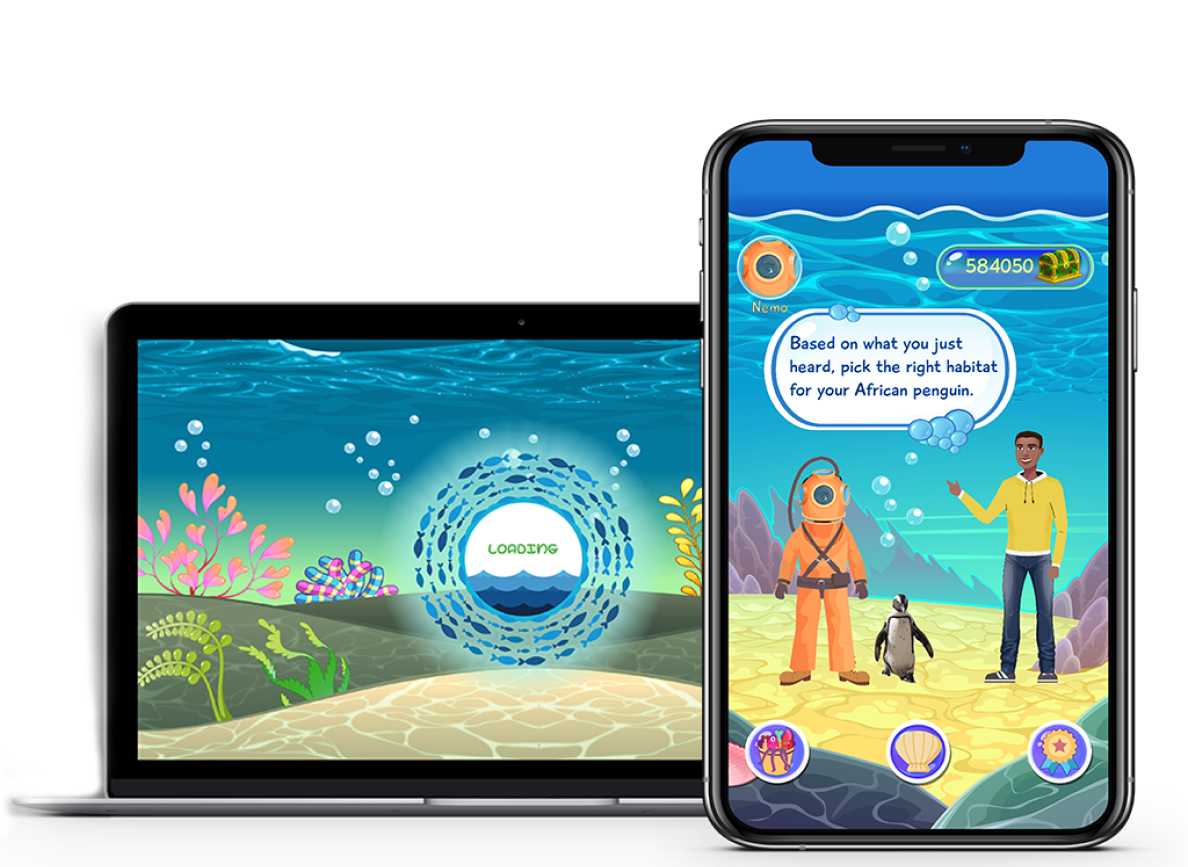 LOADING
584050
Nemo
Based on what you just
heard, pick the right habitat
for your African penguin.